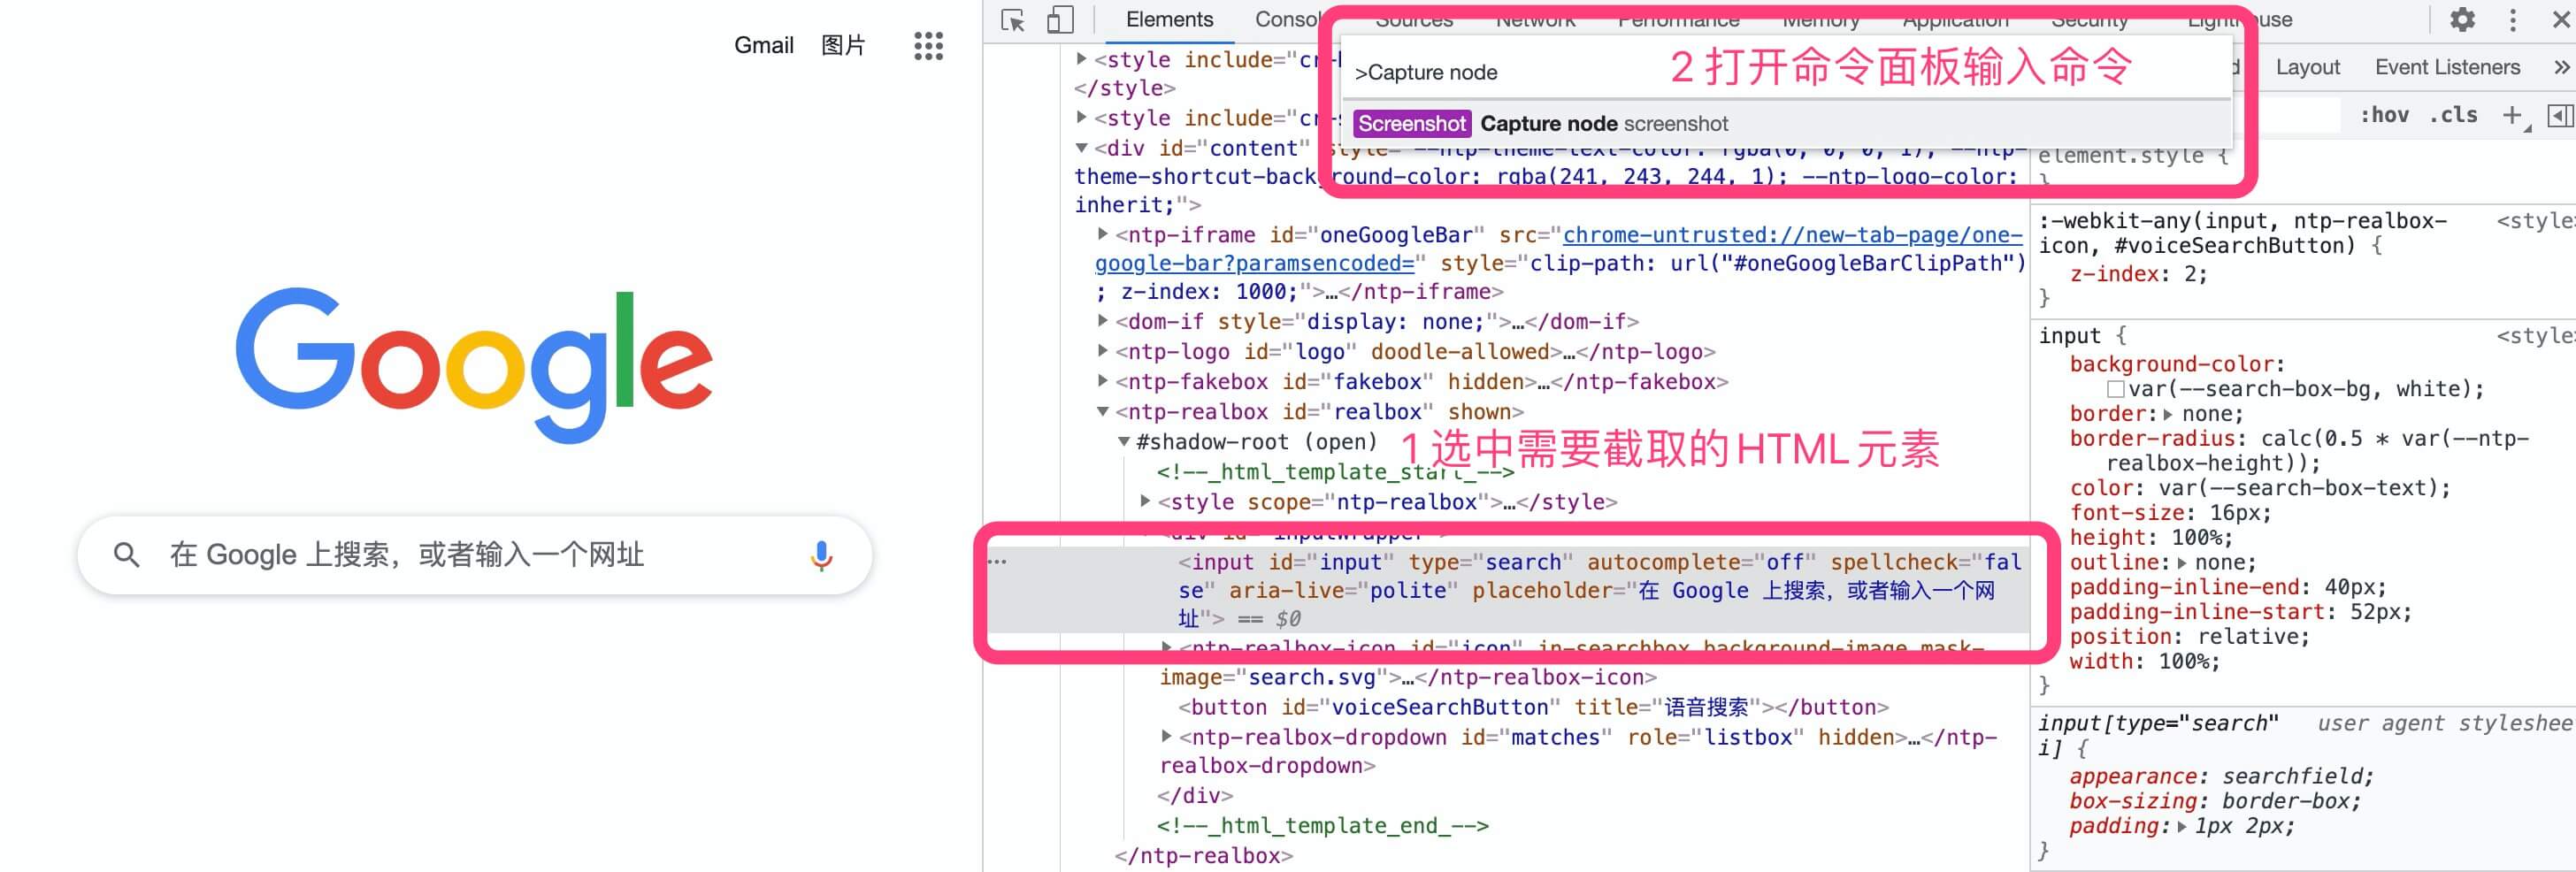 Gmail 图片
Google
在 Google 上搜索，或者输入一个网址
Elements Console Sources Network Performance Memory Application Security Lighthouse
>Capture node
2 打开命令面板输入命令
Screenshot Capture node screenshot
<style include="cr-
</style>
<style include="cr-
<div id="content" style="--ntp-theme-text-color: rgba(0, 0, 0, 1); --ntp-
theme-shortcut-background-color: rgba(241, 243, 244, 1); --ntp-logo-color:
inherit;">
<ntp-iframe id="oneGoogleBar" src="chrome-untrusted://new-tab-page/one-
google-bar?paramsencoded=" style="clip-path: url("#oneGoogleBarClipPath")
; z-index: 1000;">…</ntp-iframe>
<dom-if style="display: none;">…</dom-if>
<ntp-logo id="logo" doodle-allowed>…</ntp-logo>
<ntp-fakebox id="fakebox" hidden>…</ntp-fakebox>
<ntp-realbox id="realbox" shown>
#shadow-root (open)
1 选中需要截取的HTML元素
<!--_html_template_start_-->
<style scope="ntp-realbox">…</style>
<div id="inputWrapper">
<input id="input" type="search" autocomplete="off" spellcheck="fal
se" aria-live="polite" placeholder="在 Google 上搜索，或者输入一个网
址"> == $0
<ntp-realbox-icon id="icon" in-searchbox background-image mask-
image="search.svg">…</ntp-realbox-icon>
<button id="voiceSearchButton" title="语音搜索"></button>
<ntp-realbox-dropdown id="matches" role="listbox" hidden>…</ntp-
realbox-dropdown>
</div>
<!--_html_template_end_-->
</ntp-realbox>
Layout Event Listeners »
:hov .cls +
element.style {
}
:-webkit-any(input, ntp-realbox- <style>
icon, #voiceSearchButton) {
z-index: 2;
}
input { <style>
background-color:
var(--search-box-bg, white);
border: none;
border-radius: calc(0.5 * var(--ntp-
realbox-height));
color: var(--search-box-text);
font-size: 16px;
height: 100%;
outline: none;
padding-inline-end: 40px;
padding-inline-start: 52px;
position: relative;
width: 100%;
}
input[type="search" user agent styleshee
i] {
appearance: searchfield;
box-sizing: border-box;
padding: 1px 2px;
}